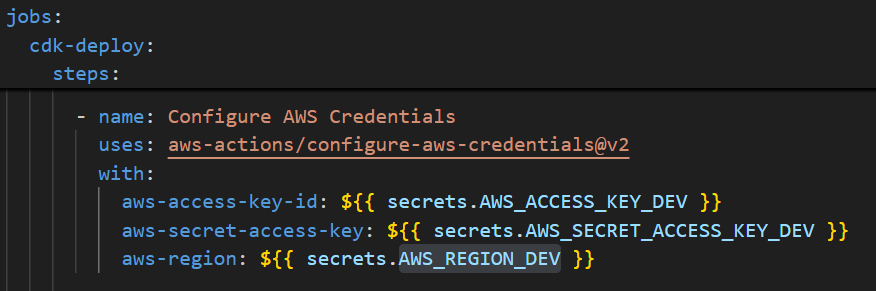 jobs:
cdk-deploy:
steps:
- name: Configure AWS Credentials
uses: aws-actions/configure-aws-credentials@v2
with:
aws-access-key-id: ${{ secrets.AWS_ACCESS_KEY_DEV }}
aws-secret-access-key: ${{ secrets.AWS_SECRET_ACCESS_KEY_DEV }}
aws-region: ${{ secrets.AWS_REGION_DEV }}